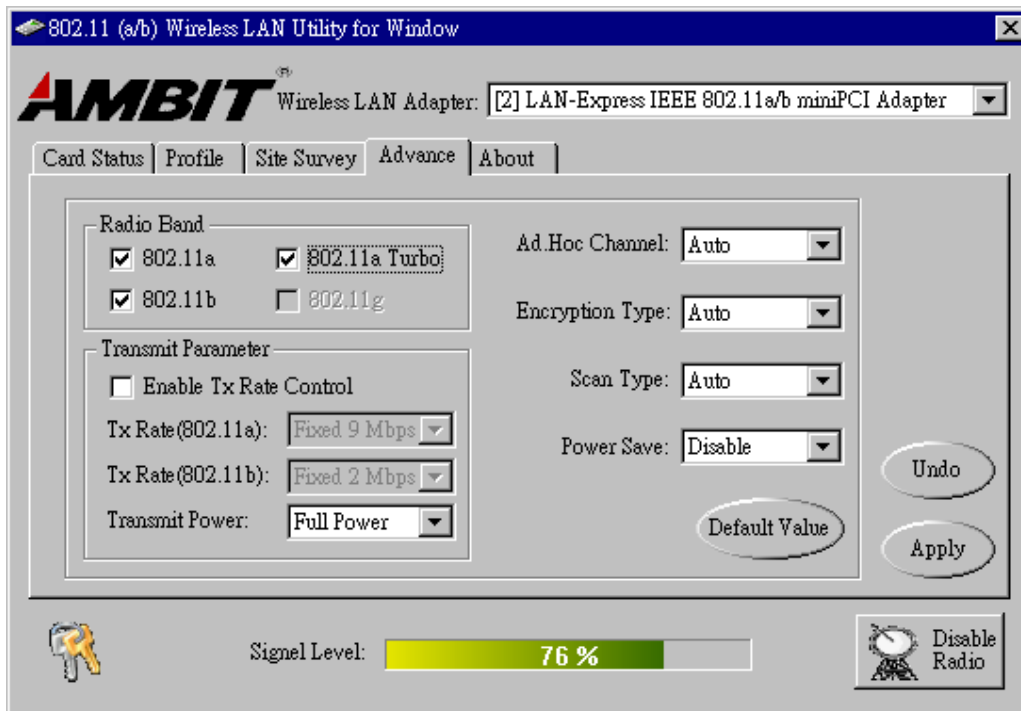 802.11 (a/b) Wireless LAN Utility for Window
AMBIT ®
Wireless LAN Adapter: [2] LAN-Express IEEE 802.11a/b miniPCI Adapter
Card Status Profile Site Survey Advance About
Radio Band
802.11a 802.11a Turbo
802.11b 802.11g
Transmit Parameter
Enable Tx Rate Control
Tx Rate(802.11a): Fixed 9 Mbps
Tx Rate(802.11b): Fixed 2 Mbps
Transmit Power: Full Power
Ad.Hoc Channel: Auto
Encryption Type: Auto
Scan Type: Auto
Power Save: Disable
Default Value
Undo
Apply
Signel Level: 76 %
Disable
Radio